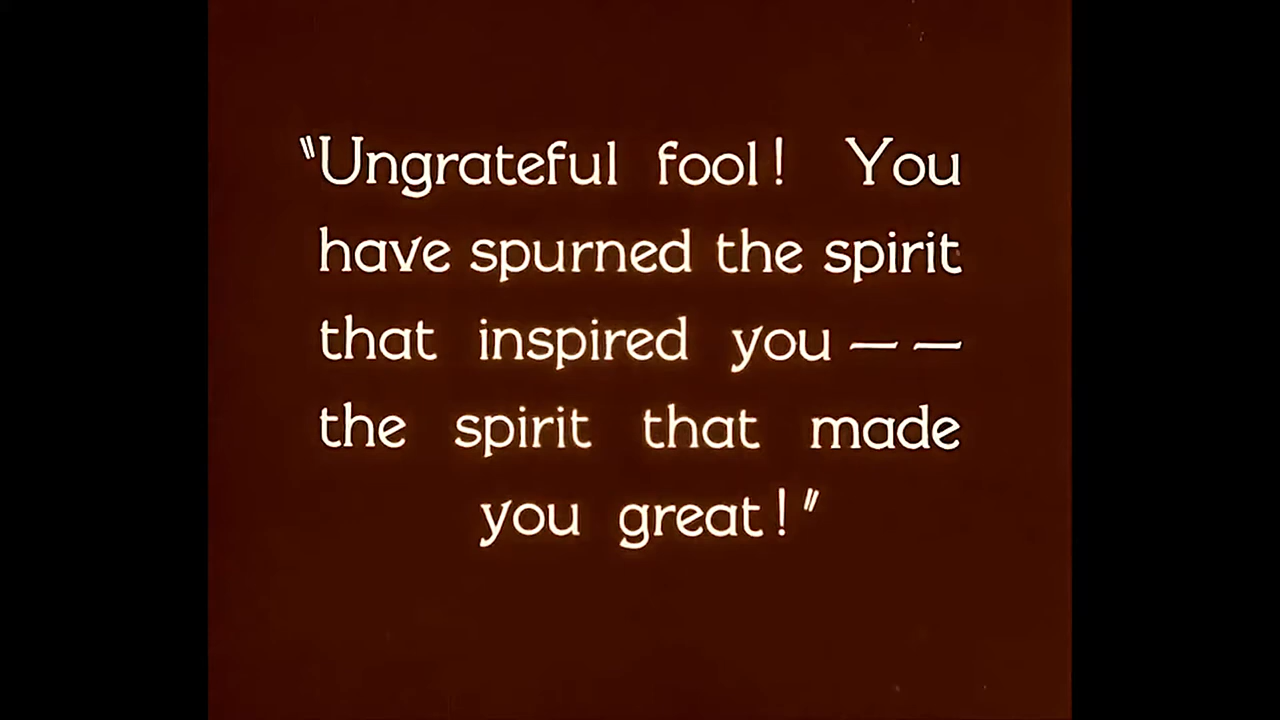 "Ungrateful fool! You
have spurned the spirit
that inspired you — —
the spirit that made
you great!"